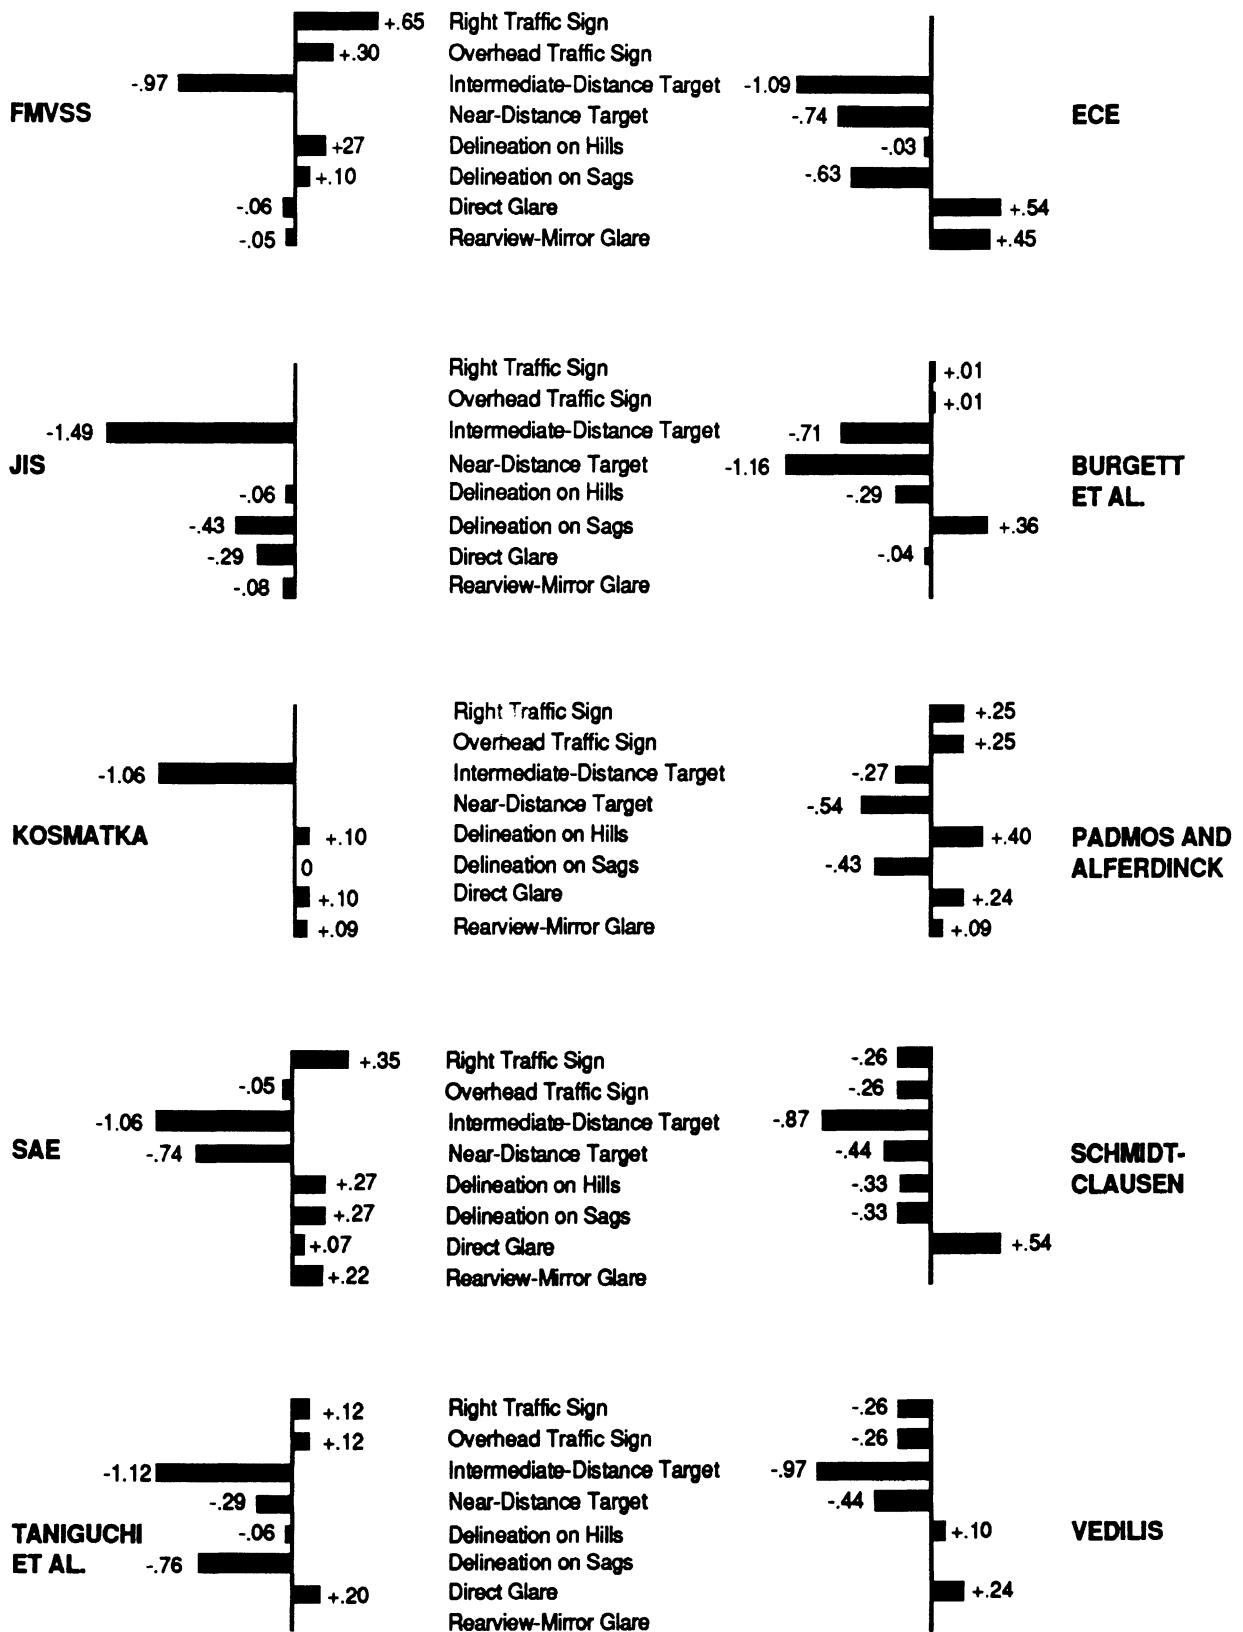 +.65 Right Traffic Sign
+.30 Overhead Traffic Sign
-.97 Intermediate-Distance Target -1.09
FMVSS Near-Distance Target -.74 ECE
+27 Delineation on Hills -.03
+.10 Delineation on Sags -.63
-.06 Direct Glare +.54
-.05 Rearview-Mirror Glare +.45
Right Traffic Sign +.01
Overhead Traffic Sign +.01
-1.49 Intermediate-Distance Target -.71
JIS Near-Distance Target -1.16 BURGETT
-.06 Delineation on Hills -.29 ET AL.
-.43 Delineation on Sags +.36
-.29 Direct Glare -.04
-.08 Rearview-Mirror Glare
Right Traffic Sign +.25
Overhead Traffic Sign +.25
-1.06 Intermediate-Distance Target -.27
Near-Distance Target -.54
KOSMATKA +.10 Delineation on Hills +.40 PADMOS AND
0 Delineation on Sags -.43 ALFERDINCK
+.10 Direct Glare +.24
+.09 Rearview-Mirror Glare +.09
+.35 Right Traffic Sign -.26
-.05 Overhead Traffic Sign -.26
-1.06 Intermediate-Distance Target -.87
SAE -.74 Near-Distance Target -.44 SCHMIDT-
+.27 Delineation on Hills -.33 CLAUSEN
+.27 Delineation on Sags -.33
+.07 Direct Glare +.54
+.22 Rearview-Mirror Glare
+.12 Right Traffic Sign -.26
+.12 Overhead Traffic Sign -.26
-1.12 Intermediate-Distance Target -.97
-.29 Near-Distance Target -.44
TANIGUCHI -.06 Delineation on Hills +.10 VEDILIS
ET AL. -.76 Delineation on Sags
+.20 Direct Glare +.24
Rearview-Mirror Glare